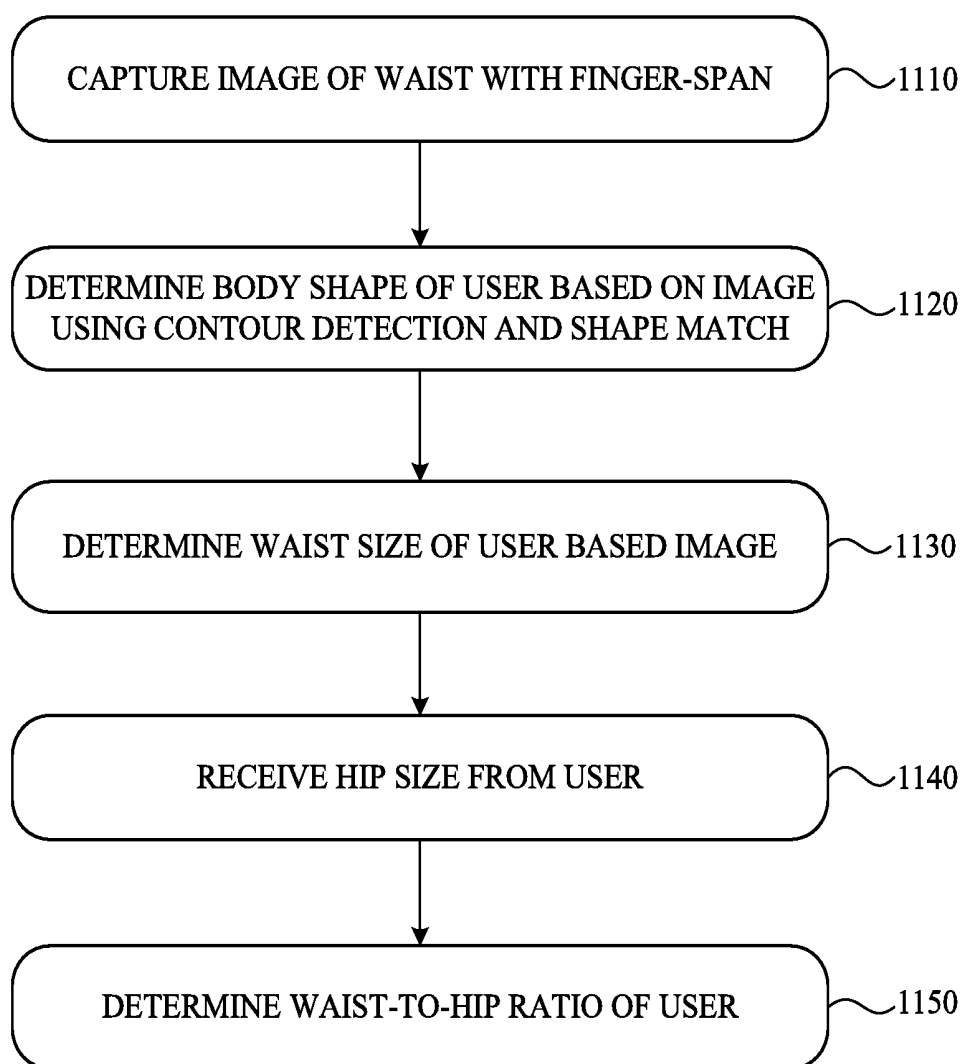 CAPTURE IMAGE OF WAIST WITH FINGER-SPAN
1110
DETERMINE BODY SHAPE OF USER BASED ON IMAGE
USING CONTOUR DETECTION AND SHAPE MATCH
1120
DETERMINE WAIST SIZE OF USER BASED IMAGE
1130
RECEIVE HIP SIZE FROM USER
1140
DETERMINE WAIST-TO-HIP RATIO OF USER
1150